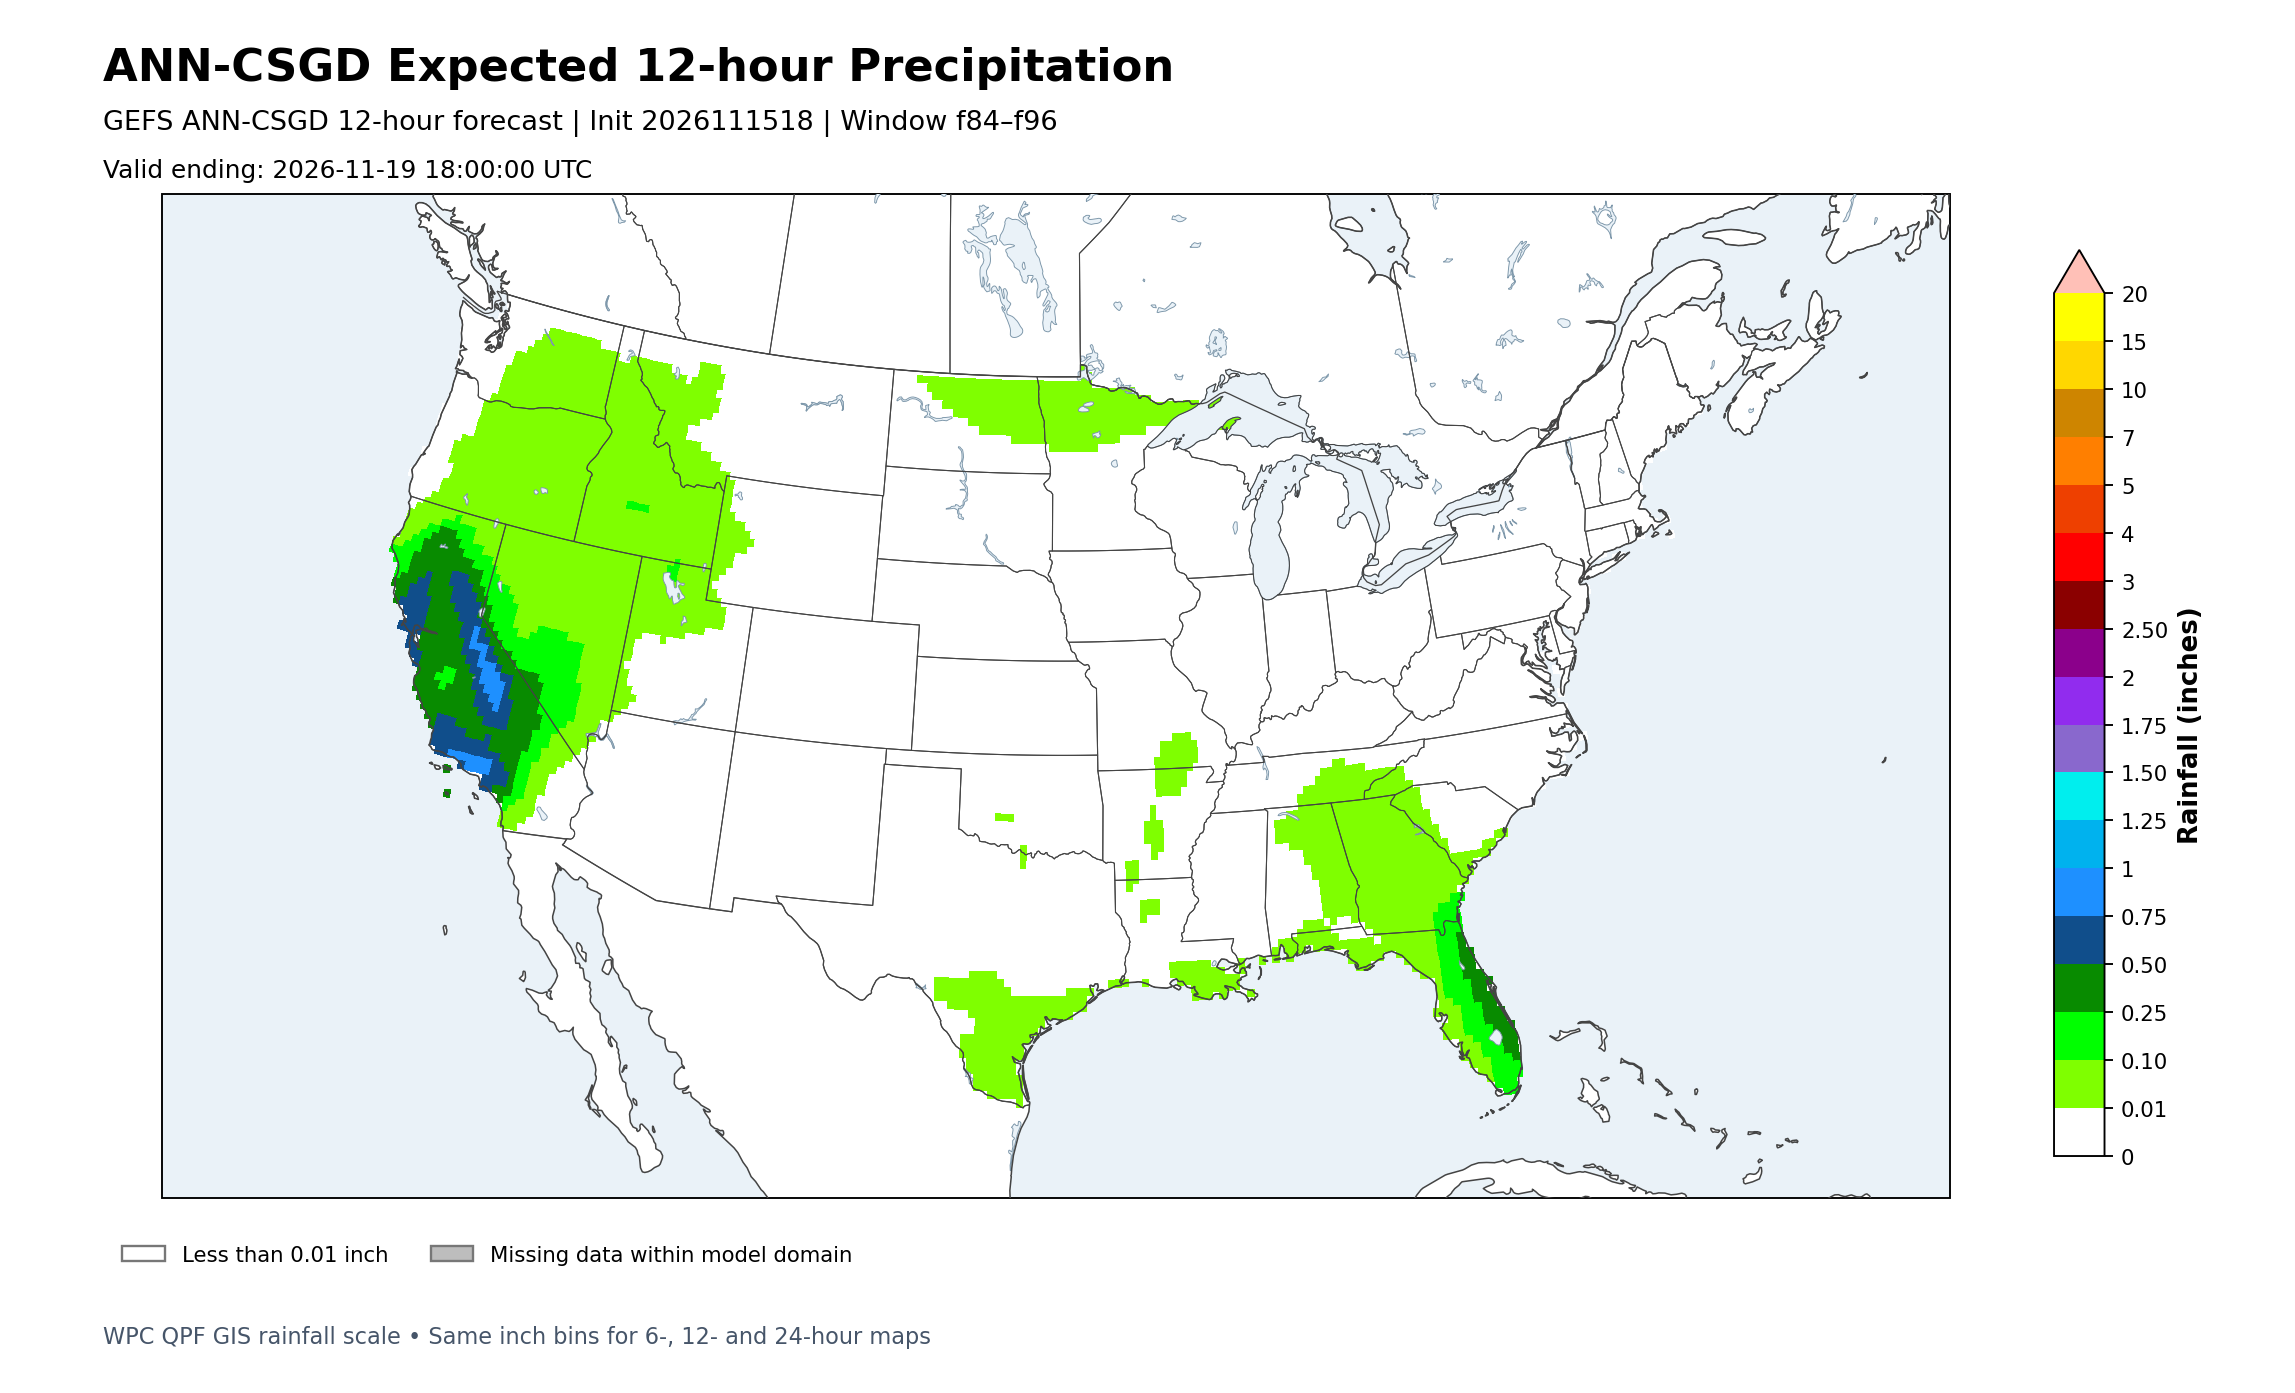 ANN-CSGD Expected 12-hour Precipitation
GEFS ANN-CSGD 12-hour forecast | Init 2026111518 | Window f84–f96
Valid ending: 2026-11-19 18:00:00 UTC
20
15
10
7
5
4
3
2.50
2
1.75
1.50
1.25
1
0.75
0.50
0.25
0.10
0.01
0
Rainfall (inches)
Less than 0.01 inch
Missing data within model domain
WPC QPF GIS rainfall scale • Same inch bins for 6-, 12- and 24-hour maps